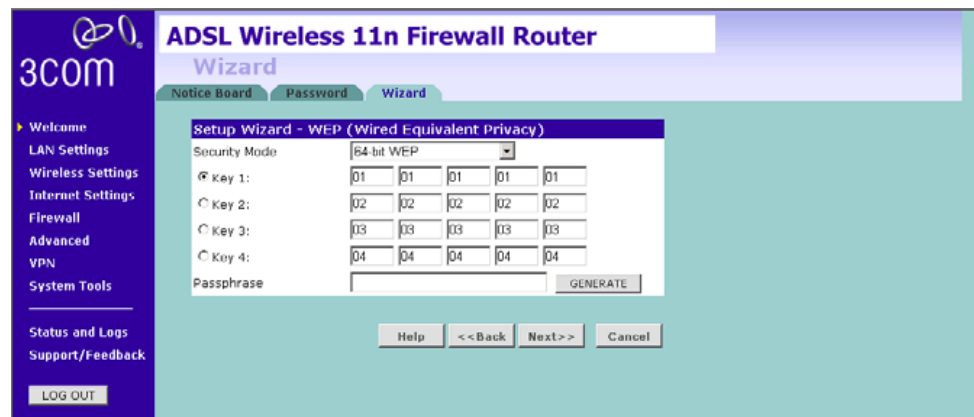 3COM
ADSL Wireless 11n Firewall Router
Wizard
Notice Board Password Wizard
Welcome
LAN Settings
Wireless Settings
Internet Settings
Firewall
Advanced
VPN
System Tools
Status and Logs
Support/Feedback
LOG OUT
Setup Wizard - WEP (Wired Equivalent Privacy)
Security Mode 64-bit WEP
Key 1: 01 01 01 01 01
Key 2: 02 02 02 02 02
Key 3: 03 03 03 03 03
Key 4: 04 04 04 04 04
Passphrase GENERATE
Help <<Back Next>> Cancel